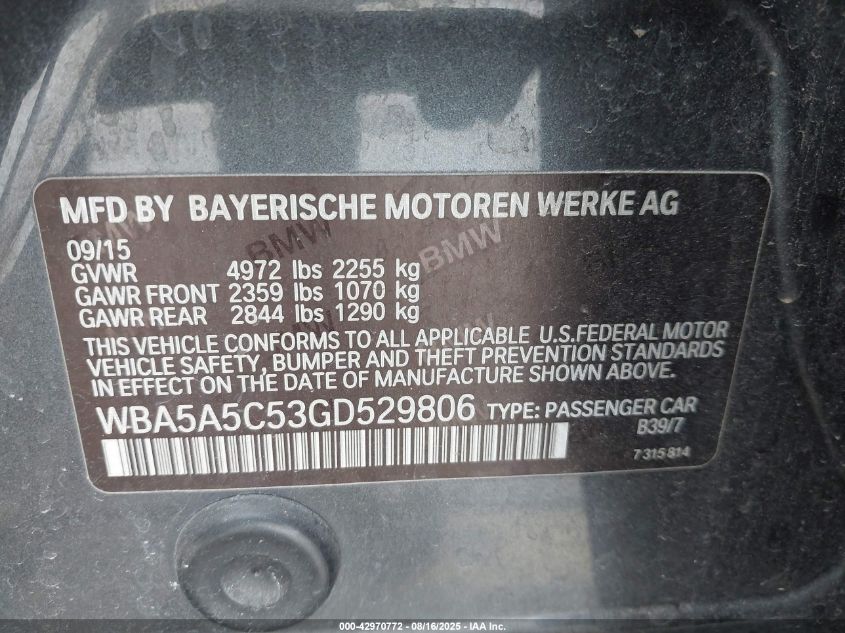 MFD BY BAYERISCHE MOTOREN WERKE AG
09/15
GVWR 4972 lbs 2255 kg
GAWR FRONT 2359 lbs 1070 kg
GAWR REAR 2844 lbs 1290 kg
THIS VEHICLE CONFORMS TO ALL APPLICABLE U.S.FEDERAL MOTOR
VEHICLE SAFETY, BUMPER AND THEFT PREVENTION STANDARDS
IN EFFECT ON THE DATE OF MANUFACTURE SHOWN ABOVE.
WBA5A5C53GD529806 TYPE: PASSENGER CAR
B39/7
7 315 814
BMW
BMW
000-42970772 - 08/16/2025 - IAA Inc.